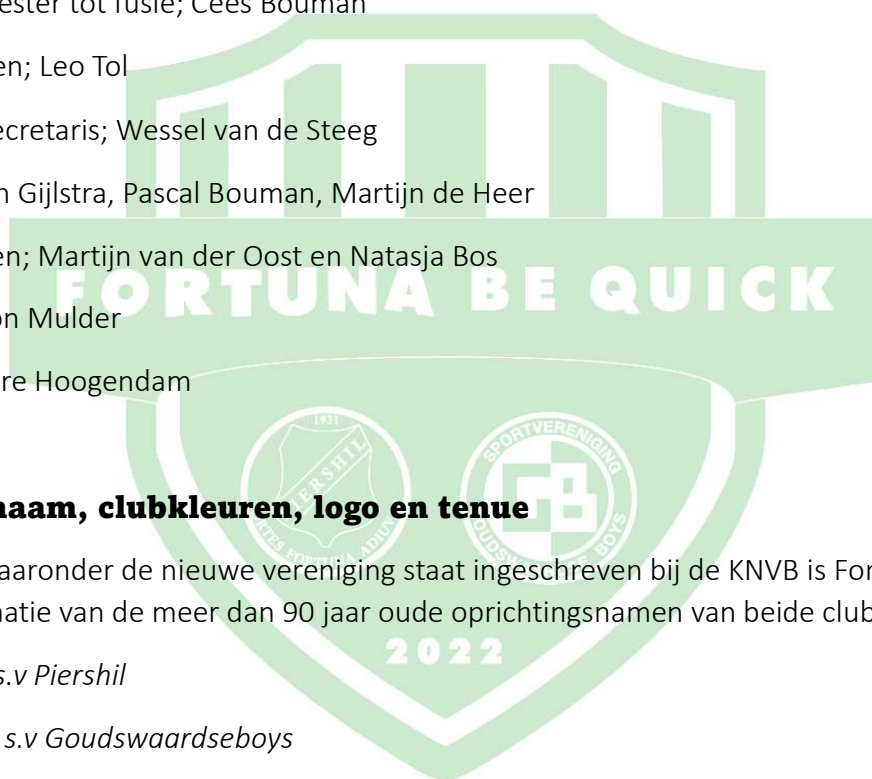 ester tot fusie; Cees Bouman
en; Leo Tol
ecretaris; Wessel van de Steeg
n Gijlstra, Pascal Bouman, Martijn de Heer
en; Martijn van der Oost en Natasja Bos
FORTUNA BE QUICK
on Mulder
re Hoogendam
1931
PIERSHIL
SPORTVERENIGING
naam, clubkleuren, logo en tenue
FORTUNA ADIUV
BOYS
aaronder de nieuwe vereniging staat ingeschreven bij de KNVB is For
natie van de meer dan 90 jaar oude oprichtingsnamen van beide club
2022
s.v Piershil
s.v Goudswaardseboys